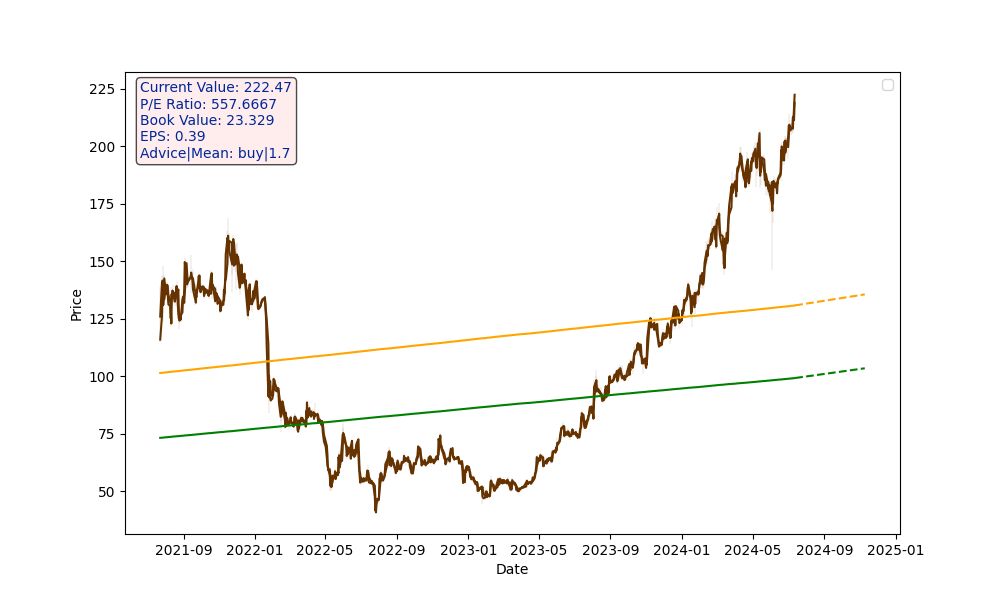 Current Value: 222.47
P/E Ratio: 557.6667
Book Value: 23.329
EPS: 0.39
Advice|Mean: buy|1.7
225
200
175
150
125
100
75
50
Price
2021-09 2022-01 2022-05 2022-09 2023-01 2023-05 2023-09 2024-01 2024-05 2024-09 2025-01
Date